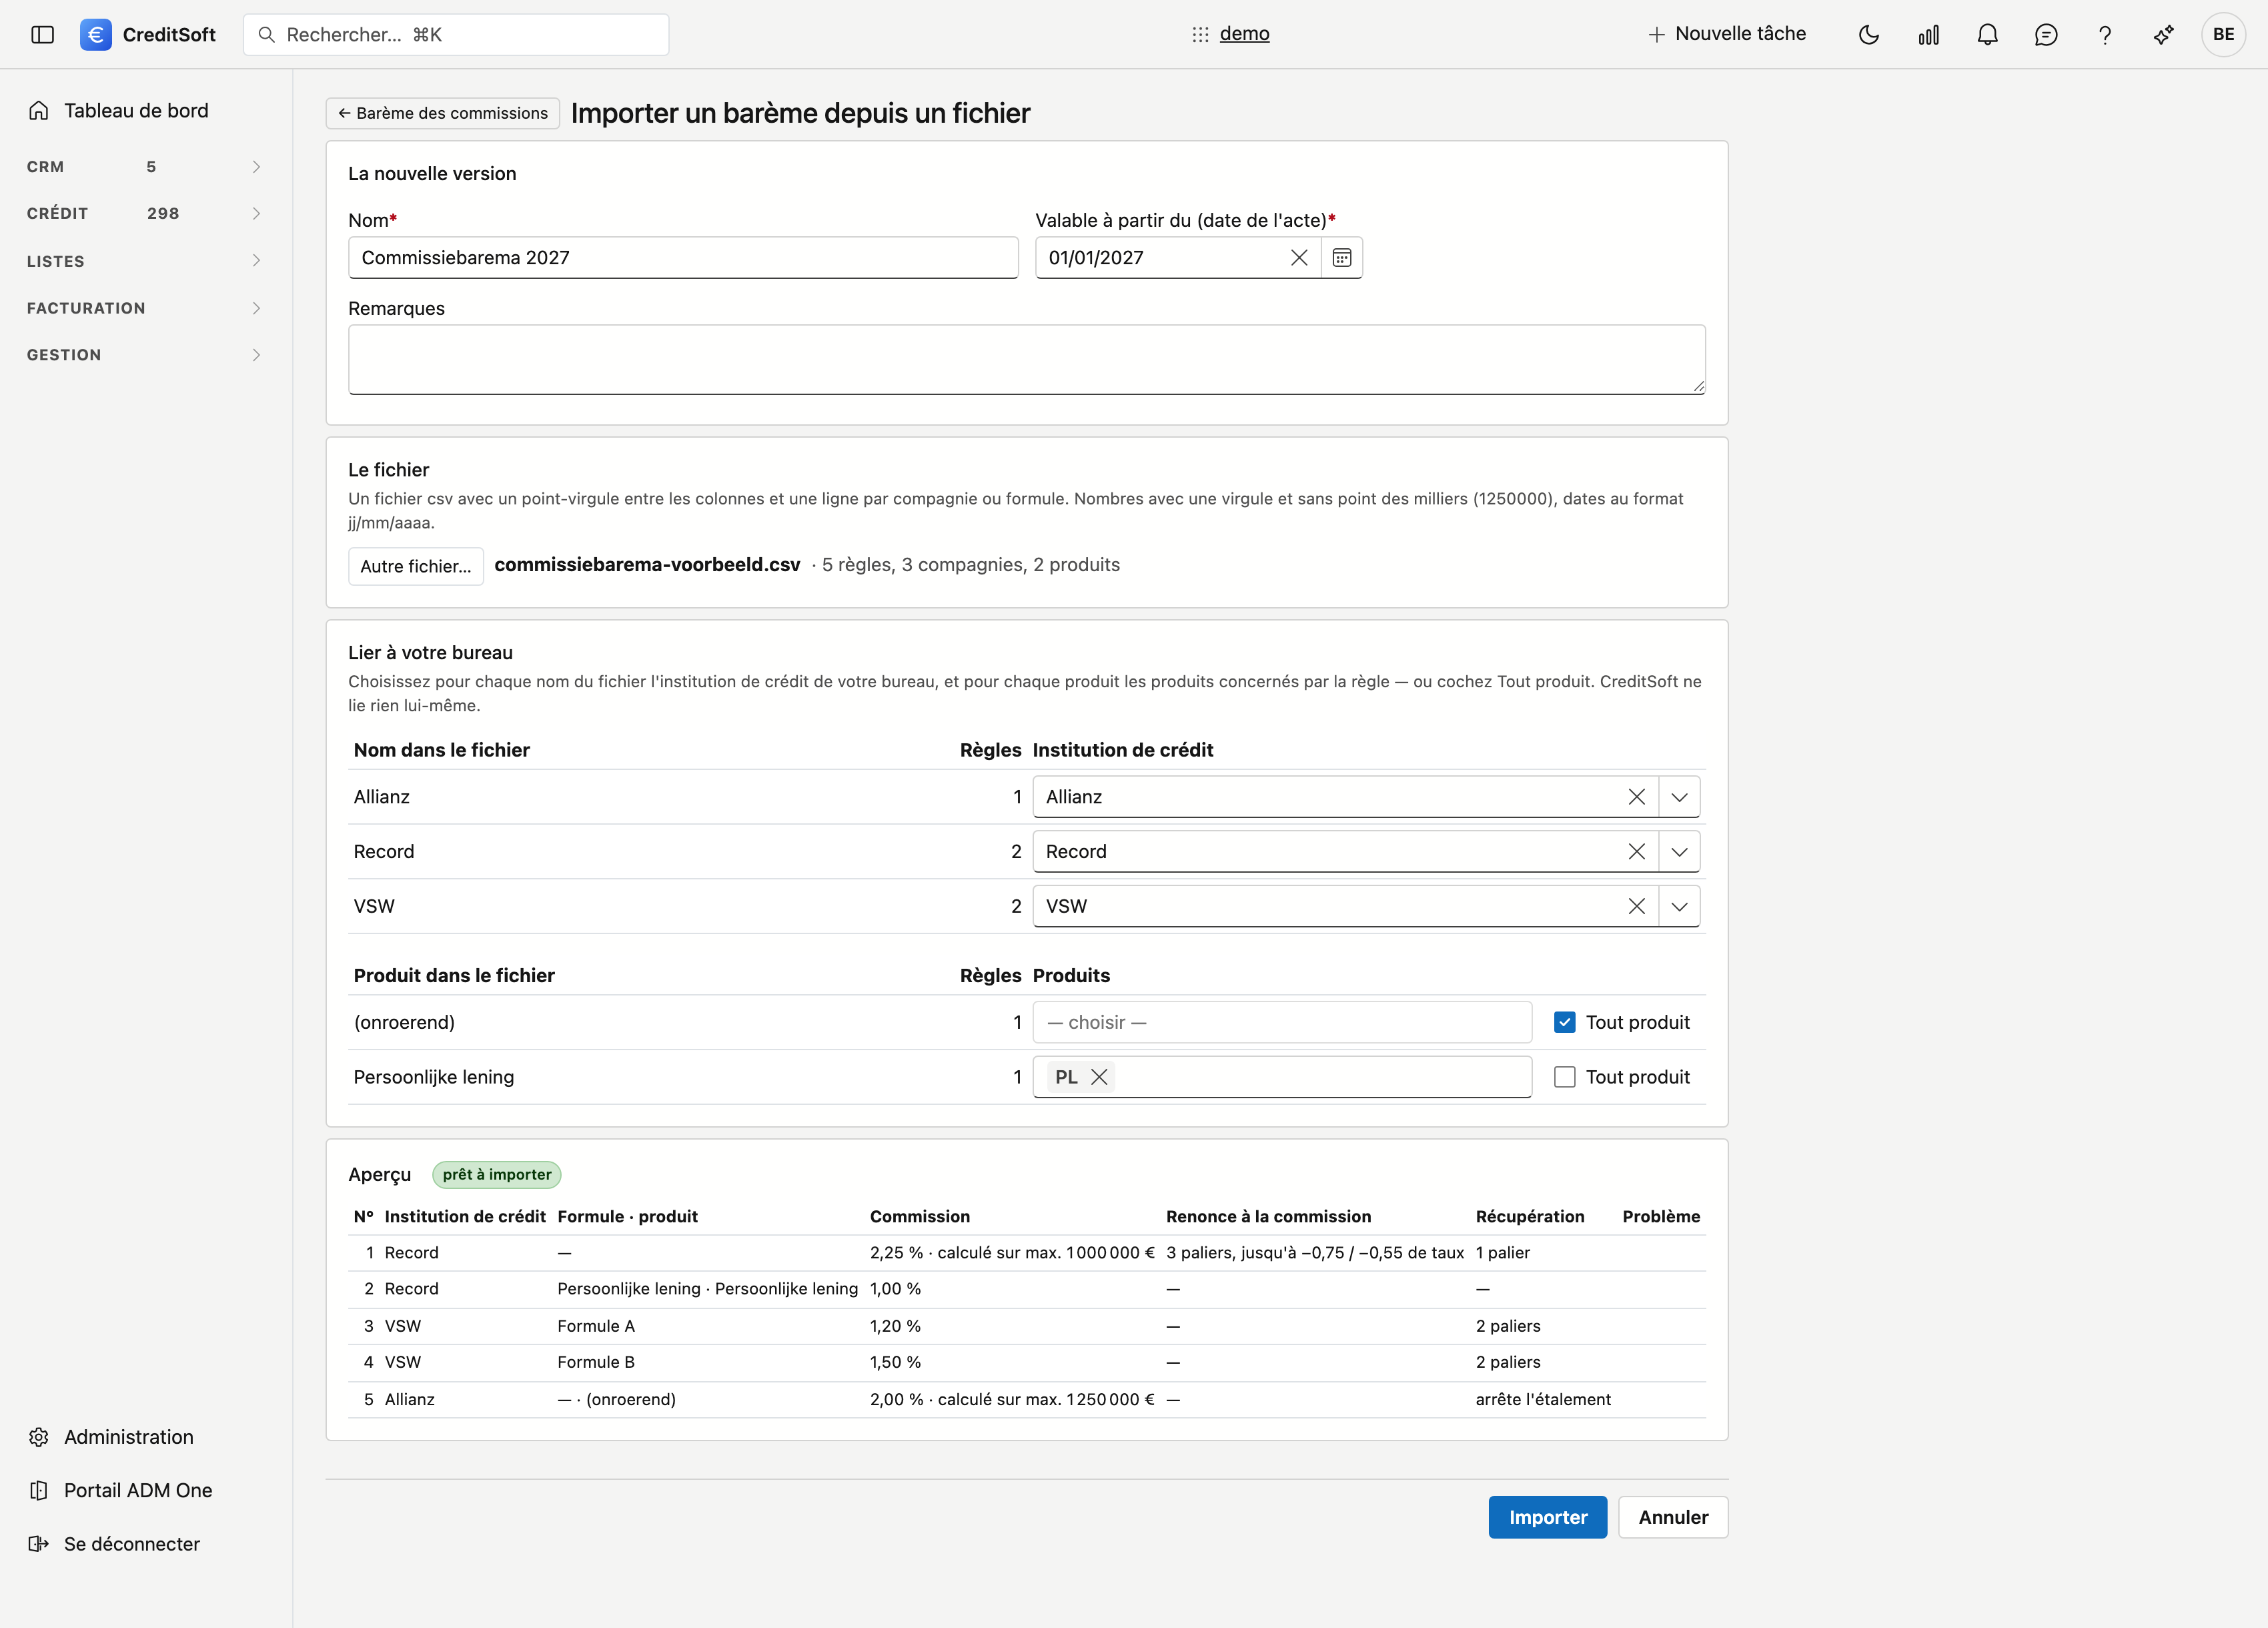 CreditSoft
Rechercher... ⌘K
demo
Nouvelle tâche
BE
Tableau de bord
CRM 5
CRÉDIT 298
LISTES
FACTURATION
GESTION
Administration
Portail ADM One
Se déconnecter
← Barème des commissions
Importer un barème depuis un fichier
La nouvelle version
Nom* Valable à partir du (date de l'acte)*
Commissiebarema 2027 01/01/2027
Remarques
Le fichier
Un fichier csv avec un point-virgule entre les colonnes et une ligne par compagnie ou formule. Nombres avec une virgule et sans point des milliers (1250000), dates au format
jj/mm/aaaa.
Autre fichier... commissiebarema-voorbeeld.csv · 5 règles, 3 compagnies, 2 produits
Lier à votre bureau
Choisissez pour chaque nom du fichier l'institution de crédit de votre bureau, et pour chaque produit les produits concernés par la règle — ou cochez Tout produit. CreditSoft ne
lie rien lui-même.
Nom dans le fichier Règles Institution de crédit
Allianz 1 Allianz
Record 2 Record
VSW 2 VSW
Produit dans le fichier Règles Produits
(onroerend) 1 — choisir — Tout produit
Persoonlijke lening 1 PL Tout produit
Aperçu prêt à importer
N° Institution de crédit Formule · produit Commission Renonce à la commission Récupération Problème
1 Record — 2,25 % · calculé sur max. 1 000 000 € 3 paliers, jusqu'à −0,75 / −0,55 de taux 1 palier
2 Record Persoonlijke lening · Persoonlijke lening 1,00 % — —
3 VSW Formule A 1,20 % — 2 paliers
4 VSW Formule B 1,50 % — 2 paliers
5 Allianz — · (onroerend) 2,00 % · calculé sur max. 1 250 000 € — arrête l'étalement
Importer Annuler